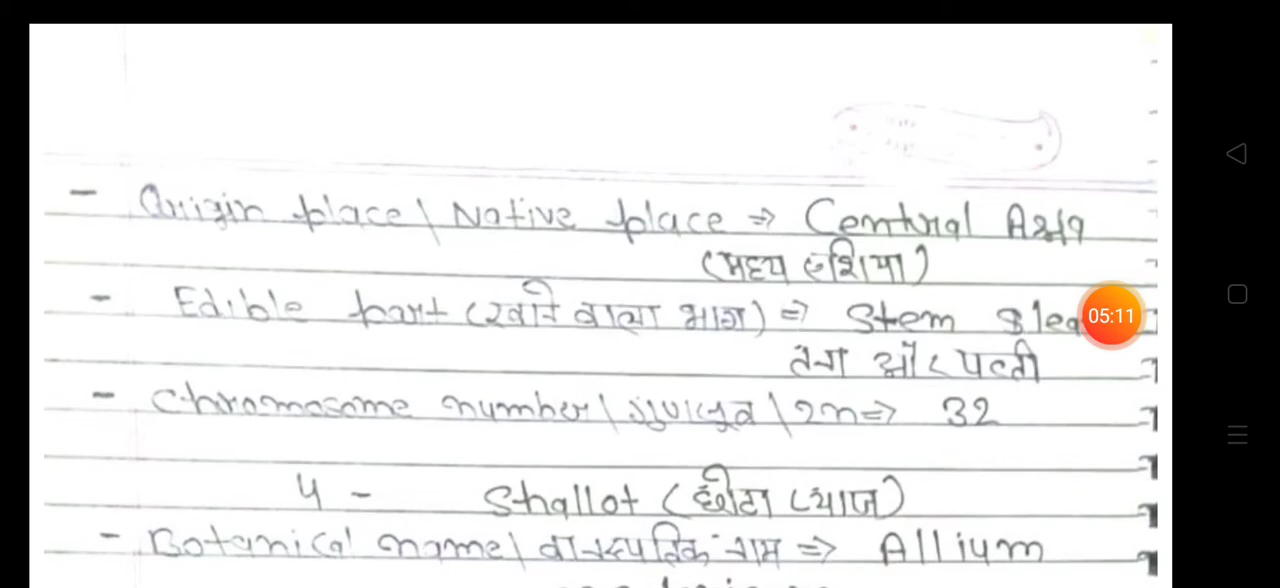 - Origin place \ Native place ⇒ Central Asia
(मध्य एशिया)
- Edible part (खाने वाला भाग) ⇒ Stem & lea
05:11
तना और पत्ती
- Chromosome number \ गुणसूत्र \ 2n ⇒ 32
4 - Shallot (छोटा प्याज)
- Botanical name \ वानस्पतिक नाम ⇒ Allium